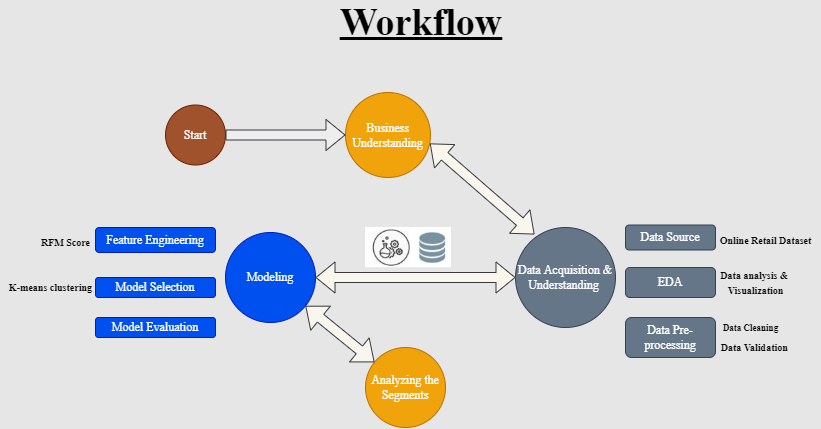 Workflow
Start
Business
Understanding
RFM Score
Feature Engineering
K-means clustering
Model Selection
Model Evaluation
Modeling
Data Acquisition &
Understanding
Data Source
Online Retail Dataset
EDA
Data analysis &
Visualization
Data Pre-
processing
Data Cleaning
Data Validation
Analyzing the
Segments